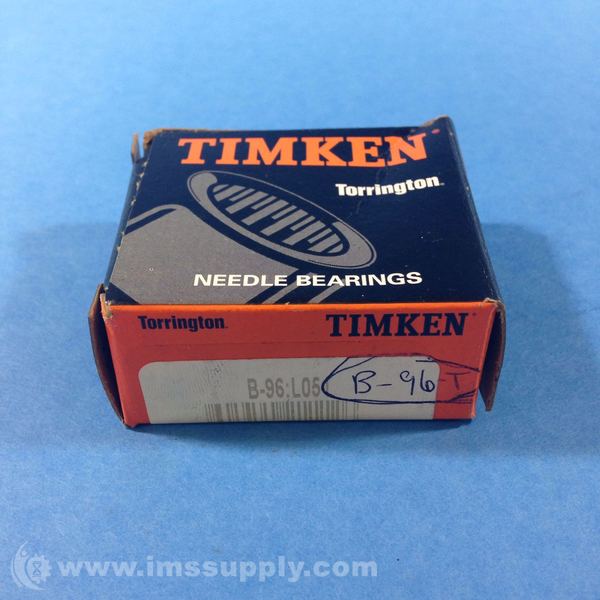 TIMKEN
Torrington
NEEDLE BEARINGS
Torrington TIMKEN
B-96:L05 B-96-T
www.imssupply.com